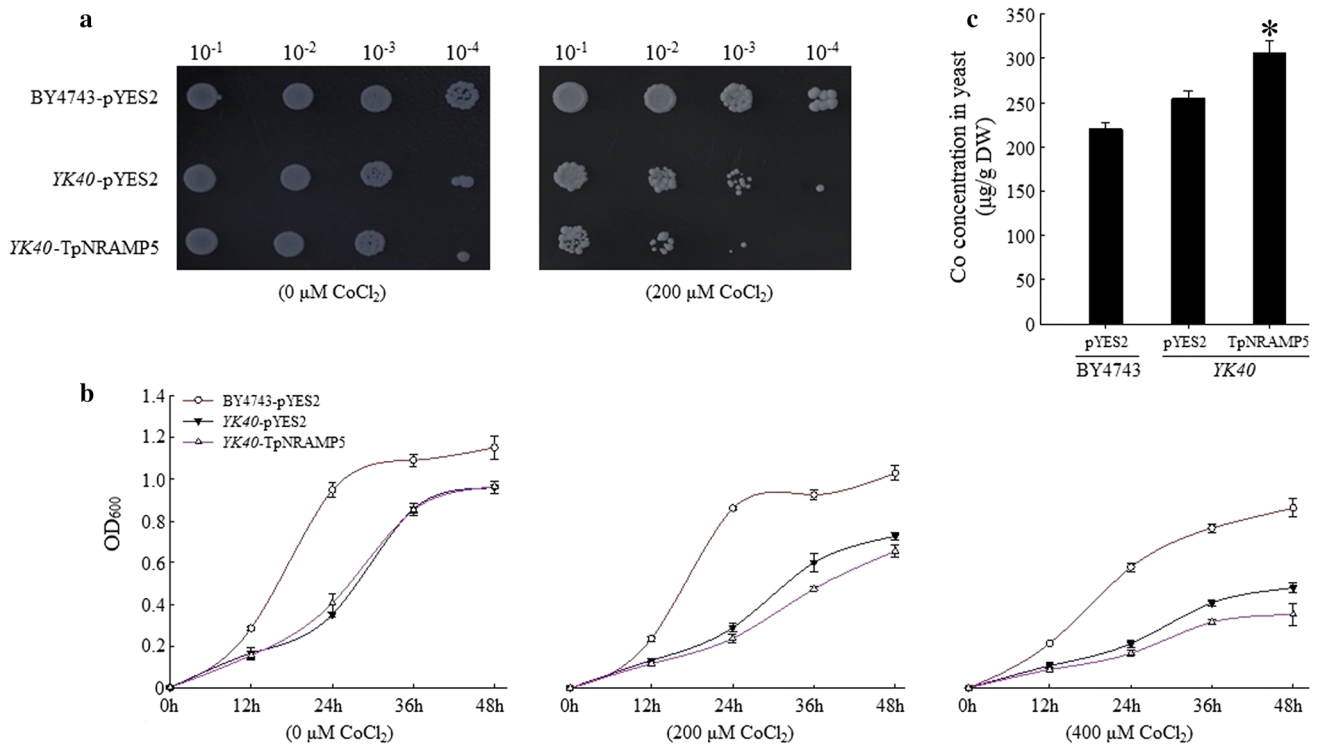 a
10⁻¹ 10⁻² 10⁻³ 10⁻⁴
10⁻¹ 10⁻² 10⁻³ 10⁻⁴
BY4743-pYES2
YK40-pYES2
YK40-TpNRAMP5
(0 μM CoCl₂)
(200 μM CoCl₂)
c
Co concentration in yeast
(μg/g DW)
350
300
250
200
150
100
50
0
*
pYES2 pYES2 TpNRAMP5
BY4743 YK40
b
OD₆₀₀
1.4
1.2
1.0
0.8
0.6
0.4
0.2
0
BY4743-pYES2
YK40-pYES2
YK40-TpNRAMP5
0h 12h 24h 36h 48h
(0 μM CoCl₂)
0h 12h 24h 36h 48h
(200 μM CoCl₂)
0h 12h 24h 36h 48h
(400 μM CoCl₂)